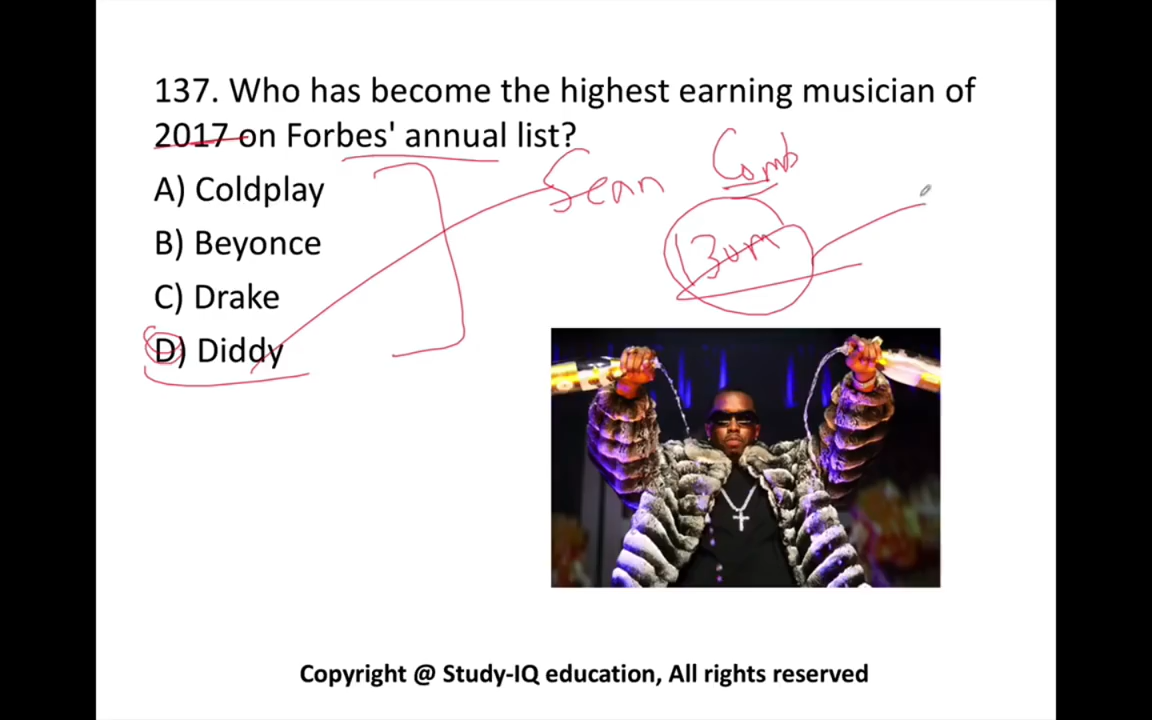 137. Who has become the highest earning musician of
2017 on Forbes' annual list?
Comb
A) Coldplay
Sean
B) Beyonce
130m
C) Drake
D) Diddy
Copyright @ Study-IQ education, All rights reserved